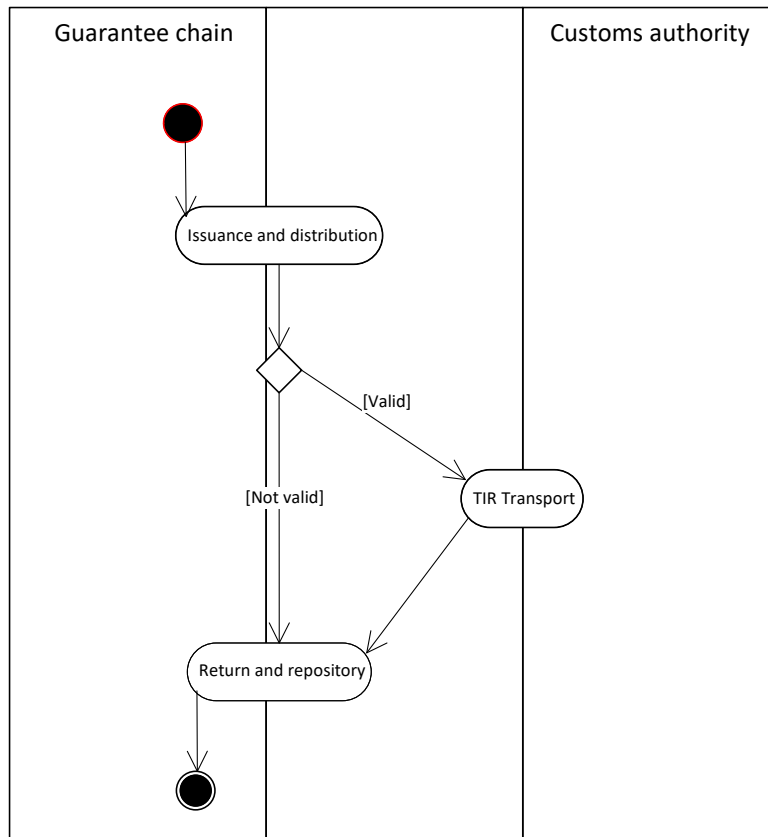 Guarantee chain
Customs authority
Issuance and distribution
[Valid]
[Not valid]
TIR Transport
Return and repository